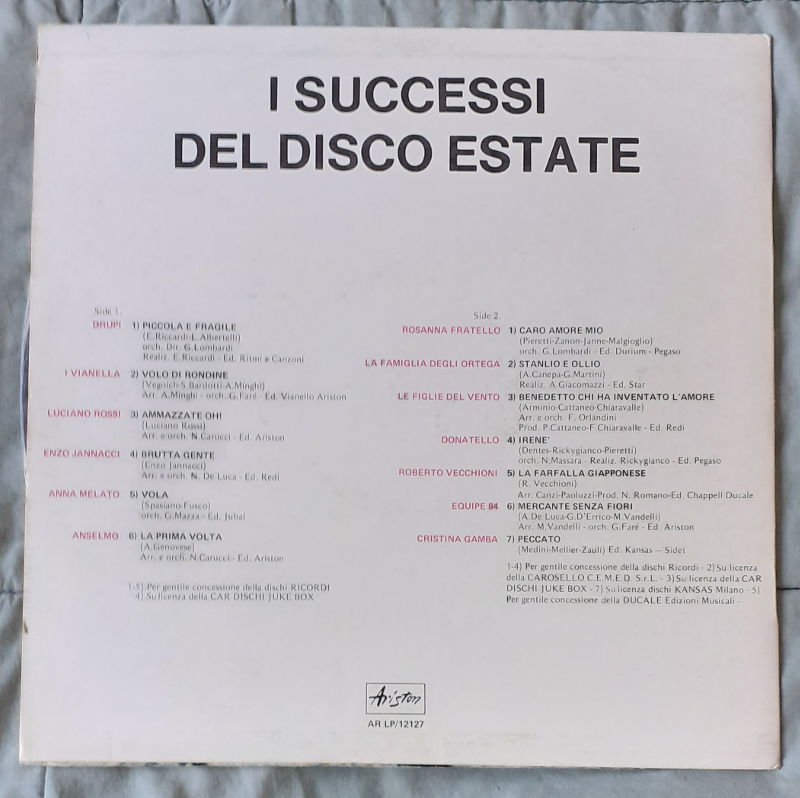 I SUCCESSI
DEL DISCO ESTATE
Side 1.
DRUPI 1) PICCOLA E FRAGILE
(E.Riccardi-L.Albertelli)
orch. Dir. G.Lombardi
Realiz. E.Riccardi - Ed. Ritmi e Canzoni
I VIANELLA 2) VOLO DI RONDINE
(Vegoich-S.Bardotti-A.Minghi)
Arr. A.Minghi - orch. G.Faré - Ed. Vianello Ariston
LUCIANO ROSSI 3) AMMAZZATE OH!
(Luciano Rossi)
Arr. e orch. N.Carucci - Ed. Ariston
ENZO JANNACCI 4) BRUTTA GENTE
(Enzo Jannacci)
Arr. e orch. N. De Luca - Ed. Redi
ANNA MELATO 5) VOLA
(Spasiano-Fusco)
orch. G.Mazza - Ed. Jubal
ANSELMO 6) LA PRIMA VOLTA
(A.Genovese)
Arr. e orch. N.Carucci - Ed. Ariston
1-5) Per gentile concessione della dischi RICORDI
4) Su licenza della CAR DISCHI JUKE BOX
Side 2.
ROSANNA FRATELLO 1) CARO AMORE MIO
(Pieretti-Zanon-Janne-Malgioglio)
orch. G.Lombardi - Ed. Durium - Pegaso
LA FAMIGLIA DEGLI ORTEGA 2) STANLIO E OLLIO
(A.Canepa-G.Martini)
Realiz. A.Giacomazzi - Ed. Star
LE FIGLIE DEL VENTO 3) BENEDETTO CHI HA INVENTATO L'AMORE
(Arminio-Cattaneo-Chiaravalle)
Arr. e orch. F. Orlandini
Prod. P.Cattaneo-F.Chiaravalle - Ed. Redi
DONATELLO 4) IRENE'
(Dentes-Rickygianco-Pieretti)
orch. N.Massara - Realiz. Rickygianco - Ed. Pegaso
ROBERTO VECCHIONI 5) LA FARFALLA GIAPPONESE
(R. Vecchioni)
Arr. Canzi-Paoluzzi-Prod. N. Romano-Ed. Chappell Ducale
EQUIPE 84 6) MERCANTE SENZA FIORI
(A.De Luca-G.D'Errico-M.Vandelli)
Arr. M.Vandelli - orch. G.Faré - Ed. Ariston
CRISTINA GAMBA 7) PECCATO
(Medini-Mellier-Zauli) Ed. Kansas — Sidet
1-4) Per gentile concessione della dischi Ricordi - 2) Su licenza
della CAROSELLO C.E.M.E.D. S.r.L. - 3) Su licenza della CAR
DISCHI JUKE BOX - 7) Su licenza dischi KANSAS Milano - 5)
Per gentile concessione della DUCALE Edizioni Musicali -
Ariston
AR LP/12127